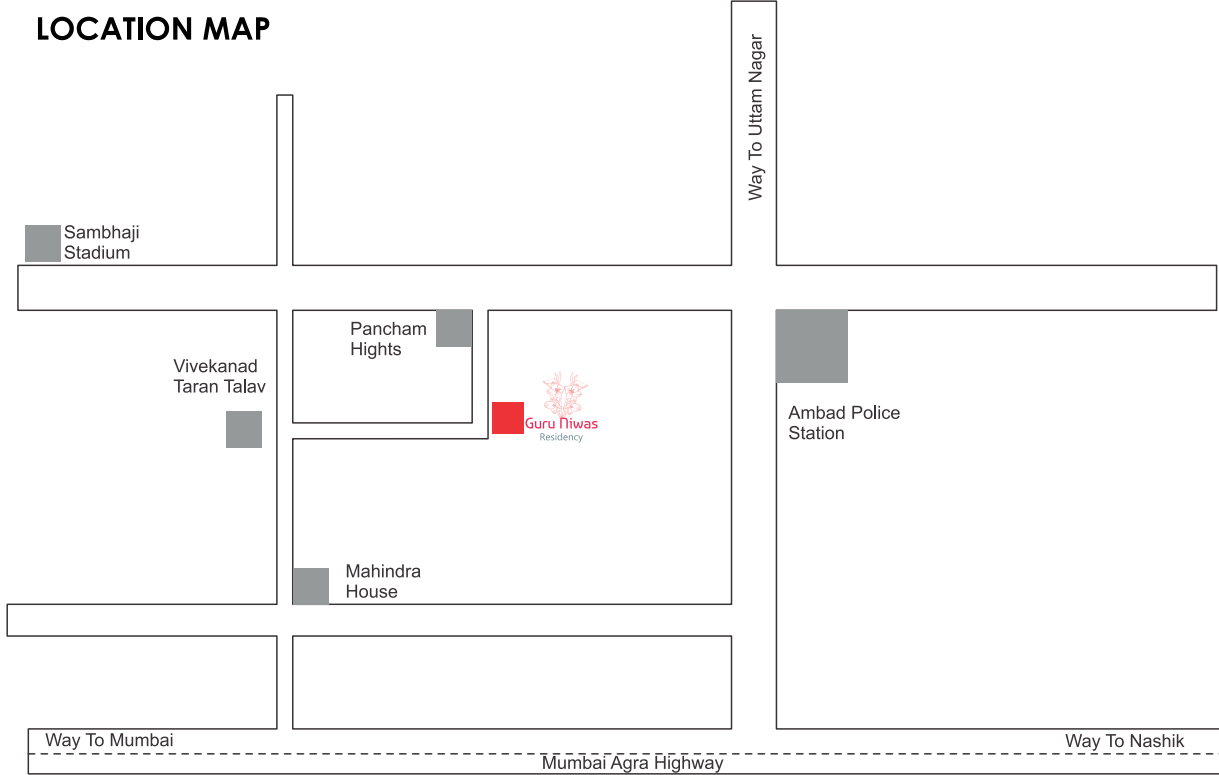 LOCATION MAP
Way To Uttam Nagar
Sambhaji
Stadium
Pancham
Hights
Vivekanad
Taran Talav
Guru Niwas
Residency
Ambad Police
Station
Mahindra
House
Way To Mumbai
Way To Nashik
Mumbai Agra Highway